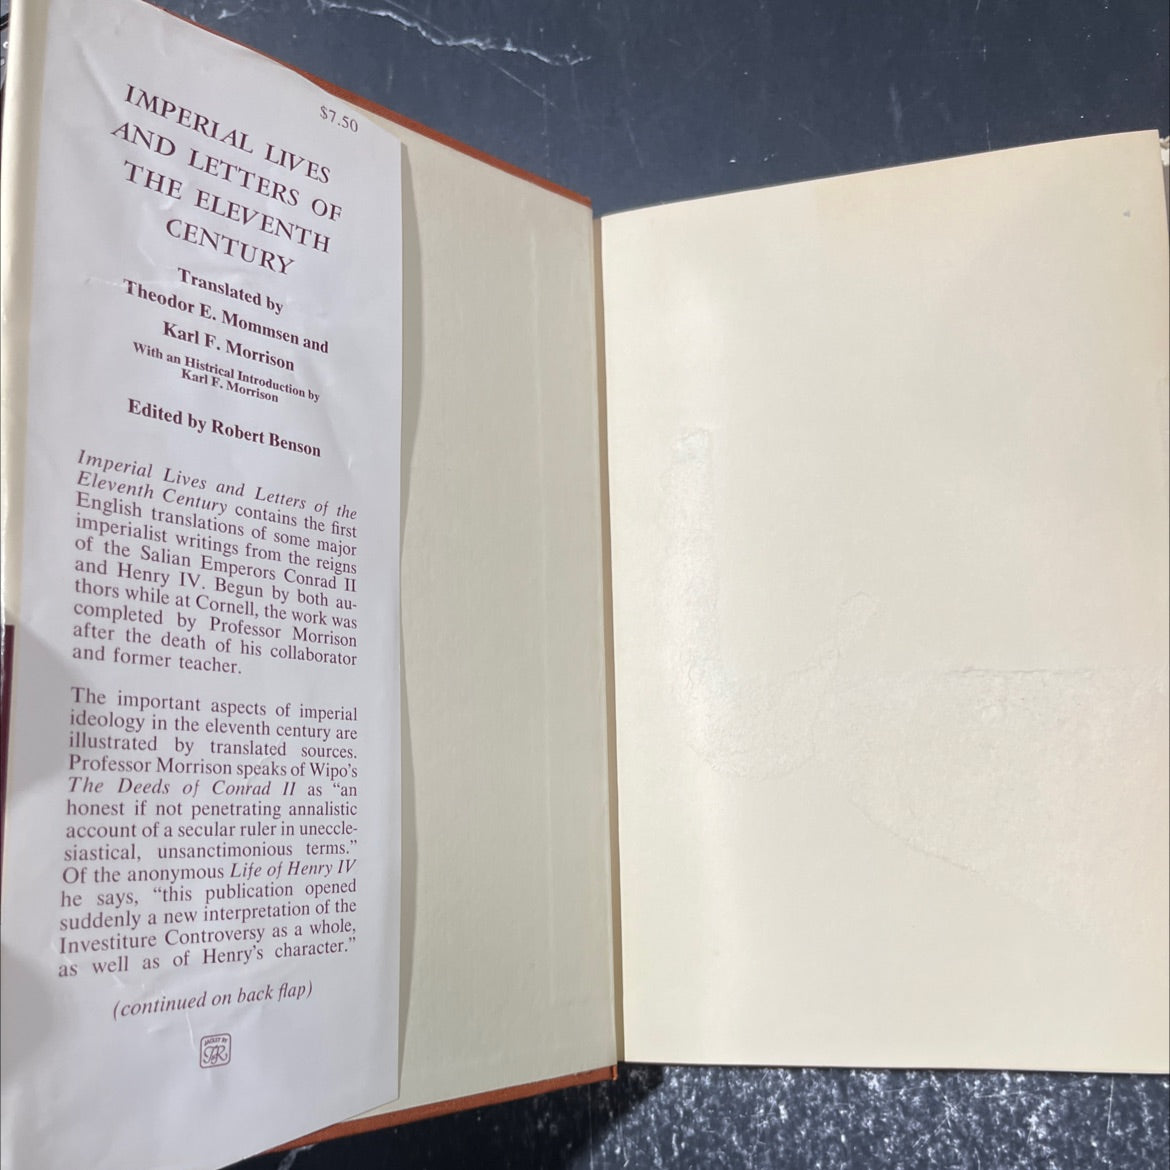 $7.50
IMPERIAL LIVES
AND LETTERS OF
THE ELEVENTH
CENTURY
Translated by
Theodor E. Mommsen and
Karl F. Morrison
With an Histrical Introduction by
Karl F. Morrison
Edited by Robert Benson
Imperial Lives and Letters of the
Eleventh Century contains the first
English translations of some major
imperialist writings from the reigns
of the Salian Emperors Conrad II
and Henry IV. Begun by both au-
thors while at Cornell, the work was
completed by Professor Morrison
after the death of his collaborator
and former teacher.
The important aspects of imperial
ideology in the eleventh century are
illustrated by translated sources.
Professor Morrison speaks of Wipo's
The Deeds of Conrad II as "an
honest if not penetrating annalistic
account of a secular ruler in uneccle-
siastical, unsanctimonious terms."
Of the anonymous Life of Henry IV
he says, "this publication opened
suddenly a new interpretation of the
Investiture Controversy as a whole,
as well as of Henry's character."
(continued on back flap)
JACKET BY